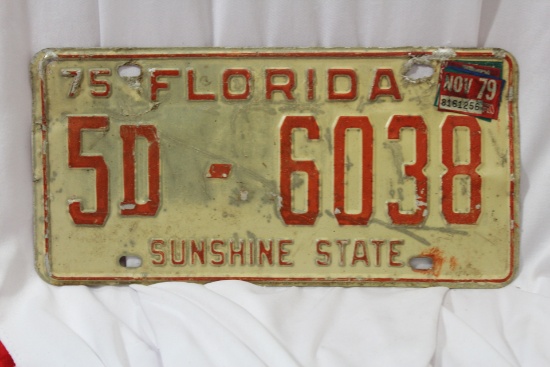 75 FLORIDA
NOV 79
5D - 6038
SUNSHINE STATE